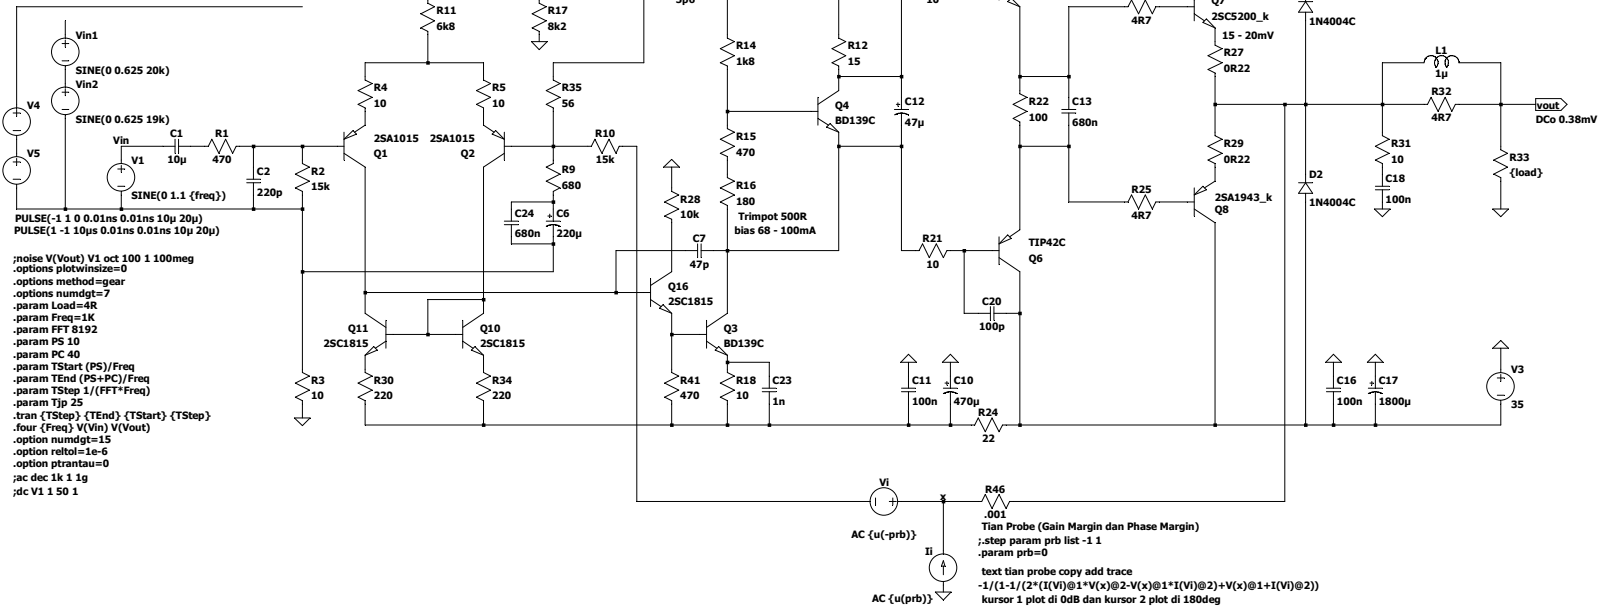 R11
6k8
R17
8k2
10
4R7
Q7
2SC5200_k
15 - 20mV
1N4004C
Vin1
SINE(0 0.625 20k)
Vin2
SINE(0 0.625 19k)
V4
V5
Vin
V1
SINE(0 1.1 {freq})
C1
10µ
R1
470
C2
220p
R2
15k
R4
10
R5
10
R35
56
2SA1015
Q1
2SA1015
Q2
R10
15k
R9
680
C24
680n
C6
220µ
R14
1k8
R12
15
Q4
BD139C
C12
47µ
R15
470
R16
180
Trimpot 500R
bias 68 - 100mA
R28
10k
C7
47p
R22
100
C13
680n
R27
0R22
R29
0R22
R25
4R7
2SA1943_k
Q8
D2
1N4004C
L1
1µ
R32
4R7
vout
DCo 0.38mV
R31
10
C18
100n
R33
{load}
R21
10
TIP42C
Q6
C20
100p
Q16
2SC1815
Q11
2SC1815
Q10
2SC1815
Q3
BD139C
R3
10
R30
220
R34
220
R41
470
R18
10
C23
1n
C11
100n
C10
470µ
R24
22
C16
100n
C17
1800µ
V3
35
PULSE(-1 1 0 0.01ns 0.01ns 10µ 20µ)
PULSE(1 -1 10µs 0.01ns 0.01ns 10µ 20µ)
;noise V(Vout) V1 oct 100 1 100meg
.options plotwinsize=0
.options method=gear
.options numdgt=7
.param Load=4R
.param Freq=1K
.param FFT 8192
.param PS 10
.param PC 40
.param TStart (PS)/Freq
.param TEnd (PS+PC)/Freq
.param TStep 1/(FFT*Freq)
.param Tjp 25
.tran {TStep} {TEnd} {TStart} {TStep}
.four {Freq} V(Vin) V(Vout)
.option numdgt=15
.option reltol=1e-6
.option ptrantau=0
;ac dec 1k 1 1g
;dc V1 1 50 1
Vi
AC {u(-prb)}
x
R46
.001
Ii
AC {u(prb)}
Tian Probe (Gain Margin dan Phase Margin)
;.step param prb list -1 1
.param prb=0
text tian probe copy add trace
-1/(1-1/(2*(I(Vi)@1*V(x)@2-V(x)@1*I(Vi)@2)+V(x)@1+I(Vi)@2))
kursor 1 plot di 0dB dan kursor 2 plot di 180deg